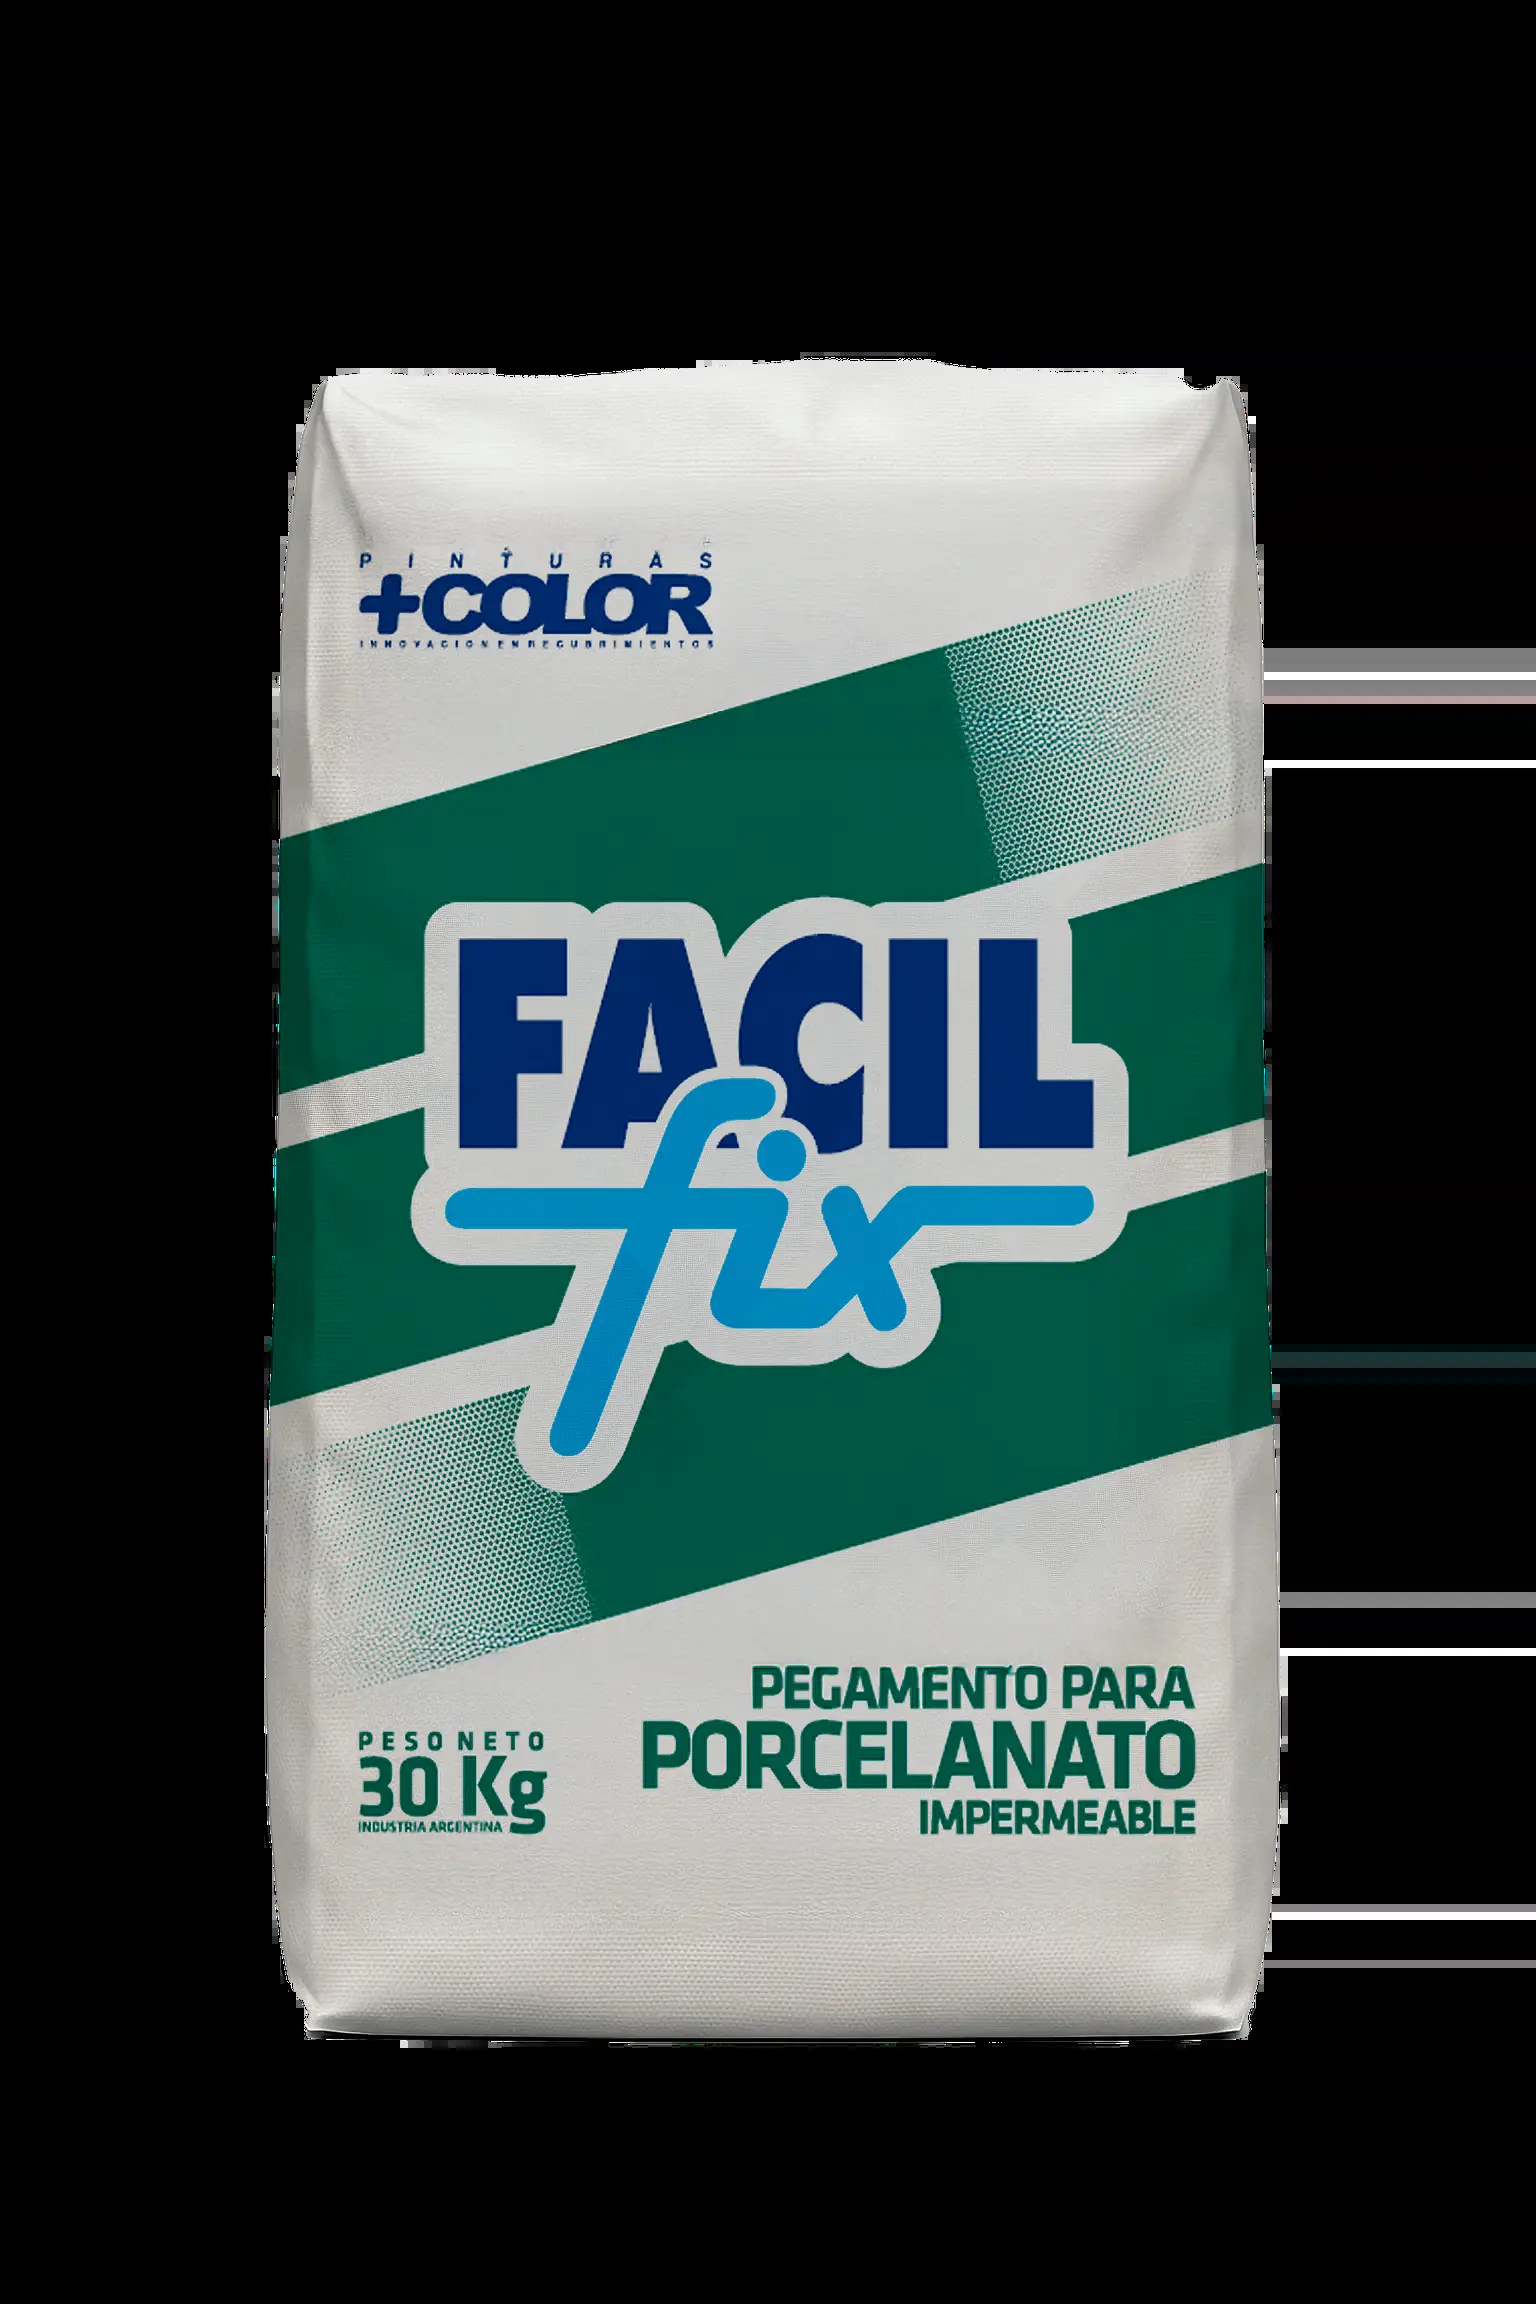 PINTURAS
+COLOR
INNOVACION EN RECUBRIMIENTOS
FACIL
fix
PEGAMENTO PARA
PORCELANATO
IMPERMEABLE
PESO NETO
30 Kg
INDUSTRIA ARGENTINA